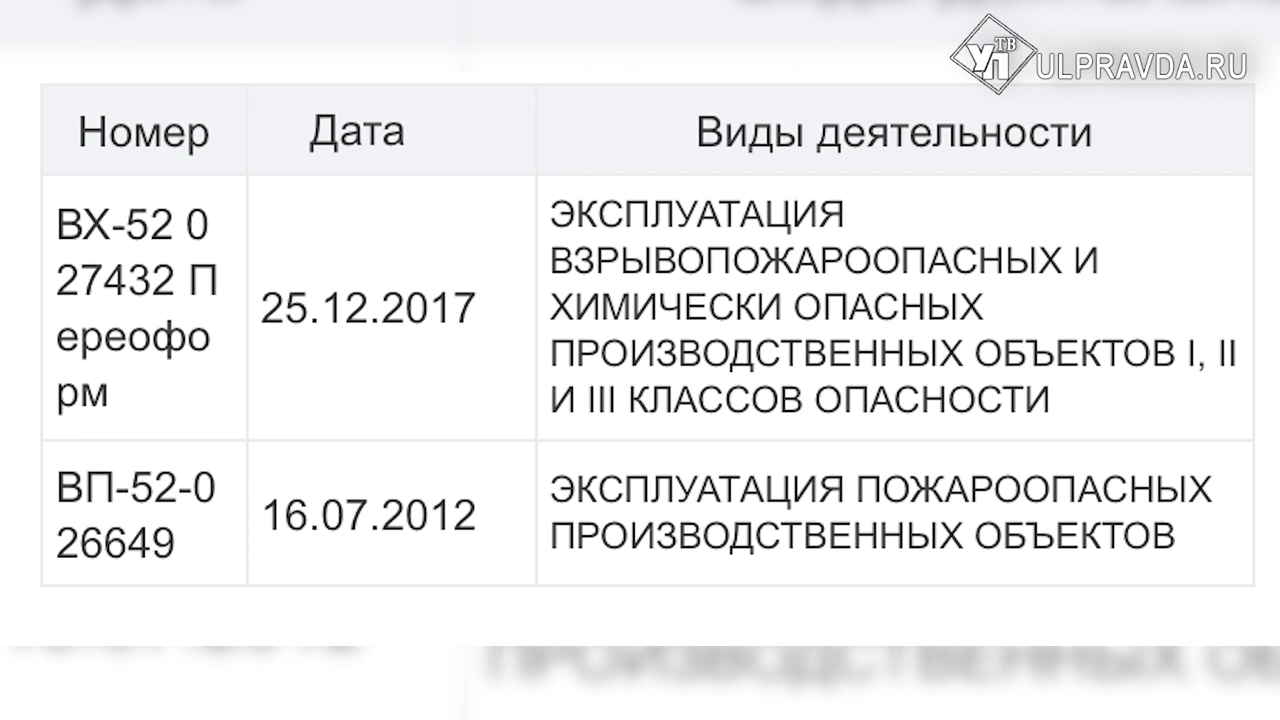 УП ТВ
ULPRAVDA.RU
Номер Дата Виды деятельности
ВХ-52 0
27432 П
ереофо
рм
25.12.2017
ЭКСПЛУАТАЦИЯ
ВЗРЫВОПОЖАРООПАСНЫХ И
ХИМИЧЕСКИ ОПАСНЫХ
ПРОИЗВОДСТВЕННЫХ ОБЪЕКТОВ I, II
И III КЛАССОВ ОПАСНОСТИ
ВП-52-0
26649
16.07.2012
ЭКСПЛУАТАЦИЯ ПОЖАРООПАСНЫХ
ПРОИЗВОДСТВЕННЫХ ОБЪЕКТОВ